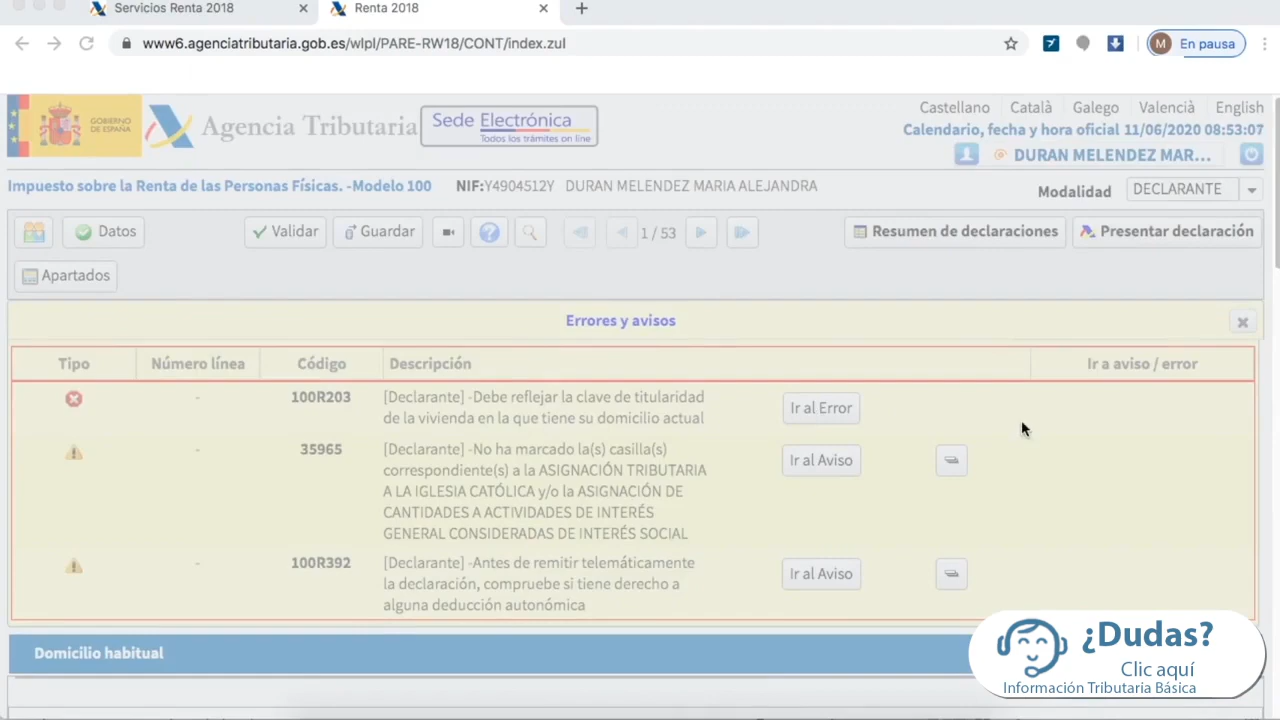 Servicios Renta 2018
Renta 2018
www6.agenciatributaria.gob.es/wlpl/PARE-RW18/CONT/index.zul
M En pausa
GOBIERNO
DE ESPAÑA
Agencia Tributaria
Sede Electrónica
Todos los trámites on line
Castellano Català Galego Valencià English
Calendario, fecha y hora oficial 11/06/2020 08:53:07
DURAN MELENDEZ MAR...
Impuesto sobre la Renta de las Personas Físicas. -Modelo 100 NIF:Y4904512Y DURAN MELENDEZ MARIA ALEJANDRA
Modalidad DECLARANTE
Datos Validar Guardar 1 / 53 Resumen de declaraciones Presentar declaración
Apartados
Errores y avisos
Tipo Número línea Código Descripción Ir a aviso / error
- 100R203 [Declarante] -Debe reflejar la clave de titularidad
de la vivienda en la que tiene su domicilio actual
Ir al Error
- 35965 [Declarante] -No ha marcado la(s) casilla(s)
correspondiente(s) a la ASIGNACIÓN TRIBUTARIA
A LA IGLESIA CATÓLICA y/o la ASIGNACIÓN DE
CANTIDADES A ACTIVIDADES DE INTERÉS
GENERAL CONSIDERADAS DE INTERÉS SOCIAL
Ir al Aviso
- 100R392 [Declarante] -Antes de remitir telemáticamente
la declaración, compruebe si tiene derecho a
alguna deducción autonómica
Ir al Aviso
Domicilio habitual
¿Dudas?
Clic aquí
Información Tributaria Básica